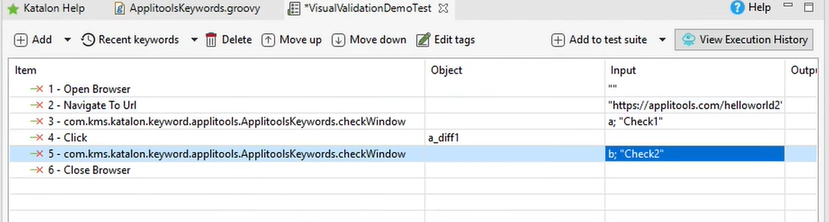 Katalon Help ApplitoolsKeywords.groovy *VisualValidationDemoTest Help
Add Recent keywords Delete Move up Move down Edit tags Add to test suite View Execution History
Item Object Input Outpu
1 - Open Browser ""
2 - Navigate To Url "https://applitools.com/helloworld2'
3 - com.kms.katalon.keyword.applitools.ApplitoolsKeywords.checkWindow a; "Check1"
4 - Click a_diff1
5 - com.kms.katalon.keyword.applitools.ApplitoolsKeywords.checkWindow b; "Check2"
6 - Close Browser